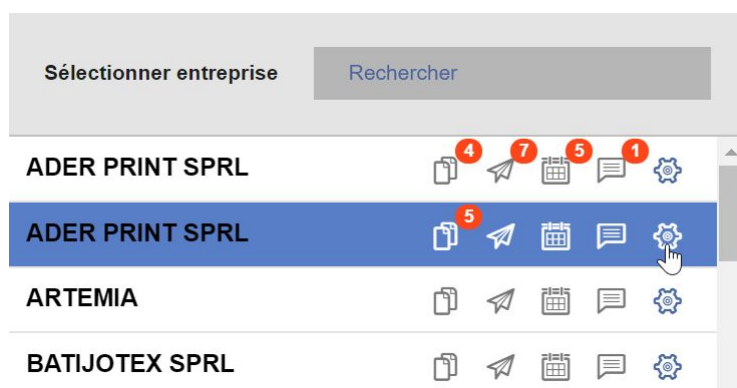 Sélectionner entreprise Rechercher
ADER PRINT SPRL 4 7 5 1
ADER PRINT SPRL 5
ARTEMIA
BATIJOTEX SPRL